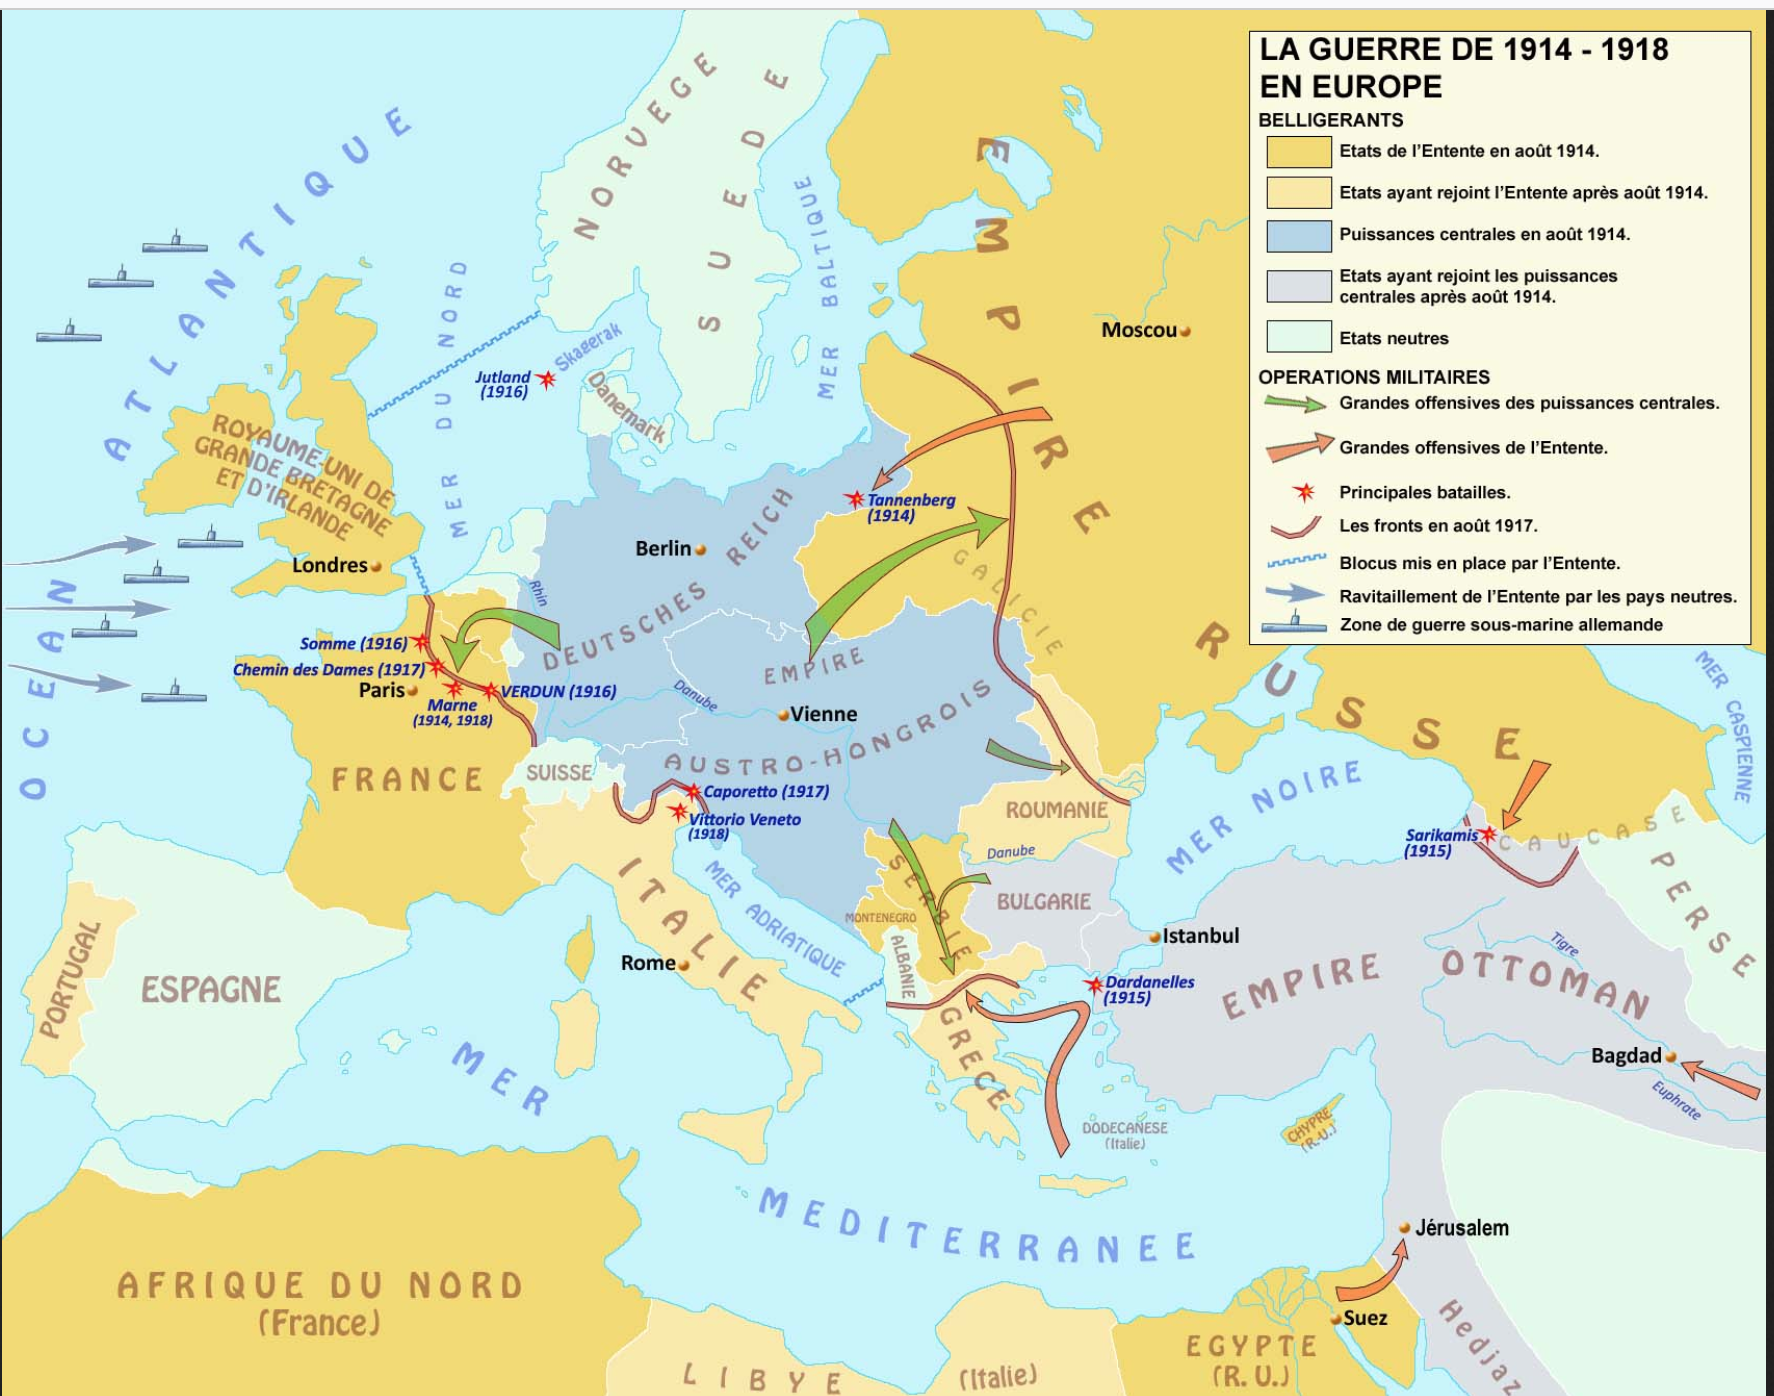 LA GUERRE DE 1914 - 1918
EN EUROPE
BELLIGERANTS
Etats de l'Entente en août 1914.
Etats ayant rejoint l'Entente après août 1914.
Puissances centrales en août 1914.
Etats ayant rejoint les puissances
centrales après août 1914.
Etats neutres
OPERATIONS MILITAIRES
Grandes offensives des puissances centrales.
Grandes offensives de l'Entente.
Principales batailles.
Les fronts en août 1917.
Blocus mis en place par l'Entente.
Ravitaillement de l'Entente par les pays neutres.
Zone de guerre sous-marine allemande
OCEAN ATLANTIQUE
NORVEGE
SUEDE
MER DU NORD
MER BALTIQUE
Skagerak
Jutland
(1916)
Danemark
EMPIRE RUSSE
Moscou
ROYAUME-UNI DE
GRANDE BRETAGNE
ET D'IRLANDE
Londres
Berlin
DEUTSCHES REICH
Tannenberg
(1914)
GALICIE
Rhin
Somme (1916)
Chemin des Dames (1917)
Paris
Marne
(1914, 1918)
VERDUN (1916)
EMPIRE
AUSTRO-HONGROIS
Danube
Vienne
FRANCE
SUISSE
Caporetto (1917)
Vittorio Veneto
(1918)
ROUMANIE
Danube
MER NOIRE
MER CASPIENNE
Sarikamis
(1915)
CAUCASE
PERSE
SERBIE
BULGARIE
MONTENEGRO
ALBANIE
ITALIE
MER ADRIATIQUE
Rome
Istanbul
Dardanelles
(1915)
EMPIRE OTTOMAN
Tigre
Bagdad
Euphrate
PORTUGAL
ESPAGNE
GRECE
DODECANESE
(Italie)
CHYPRE
(R.-U.)
MER MEDITERRANEE
Jérusalem
Suez
AFRIQUE DU NORD
(France)
LIBYE (Italie)
EGYPTE
(R. U.)
Hedjaz